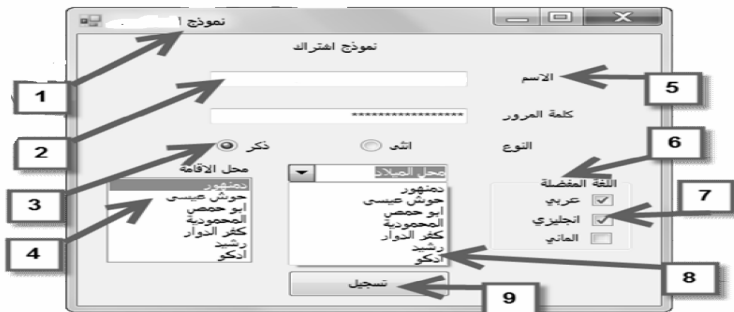 نموذج
1
نموذج اشتراك
الاسم
5
2
كلمة المرور
****************
النوع
انثى
ذكر
6
3
اللغة المفضلة
عربي
انجليزي
الماني
7
محل الميلاد
دمنهور
حوش عيسى
ابو حمص
المحمودية
كفر الدوار
رشيد
ادكو
8
محل الاقامة
دمنهور
حوش عيسى
ابو حمص
المحمودية
كفر الدوار
رشيد
ادكو
4
تسجيل
9